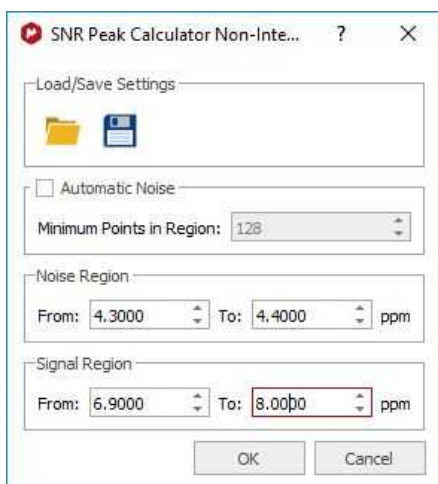 SNR Peak Calculator Non-Inte... ?
Load/Save Settings
Automatic Noise
Minimum Points in Region: 128
Noise Region
From: 4.3000 To: 4.4000 ppm
Signal Region
From: 6.9000 To: 8.0000 ppm
OK Cancel